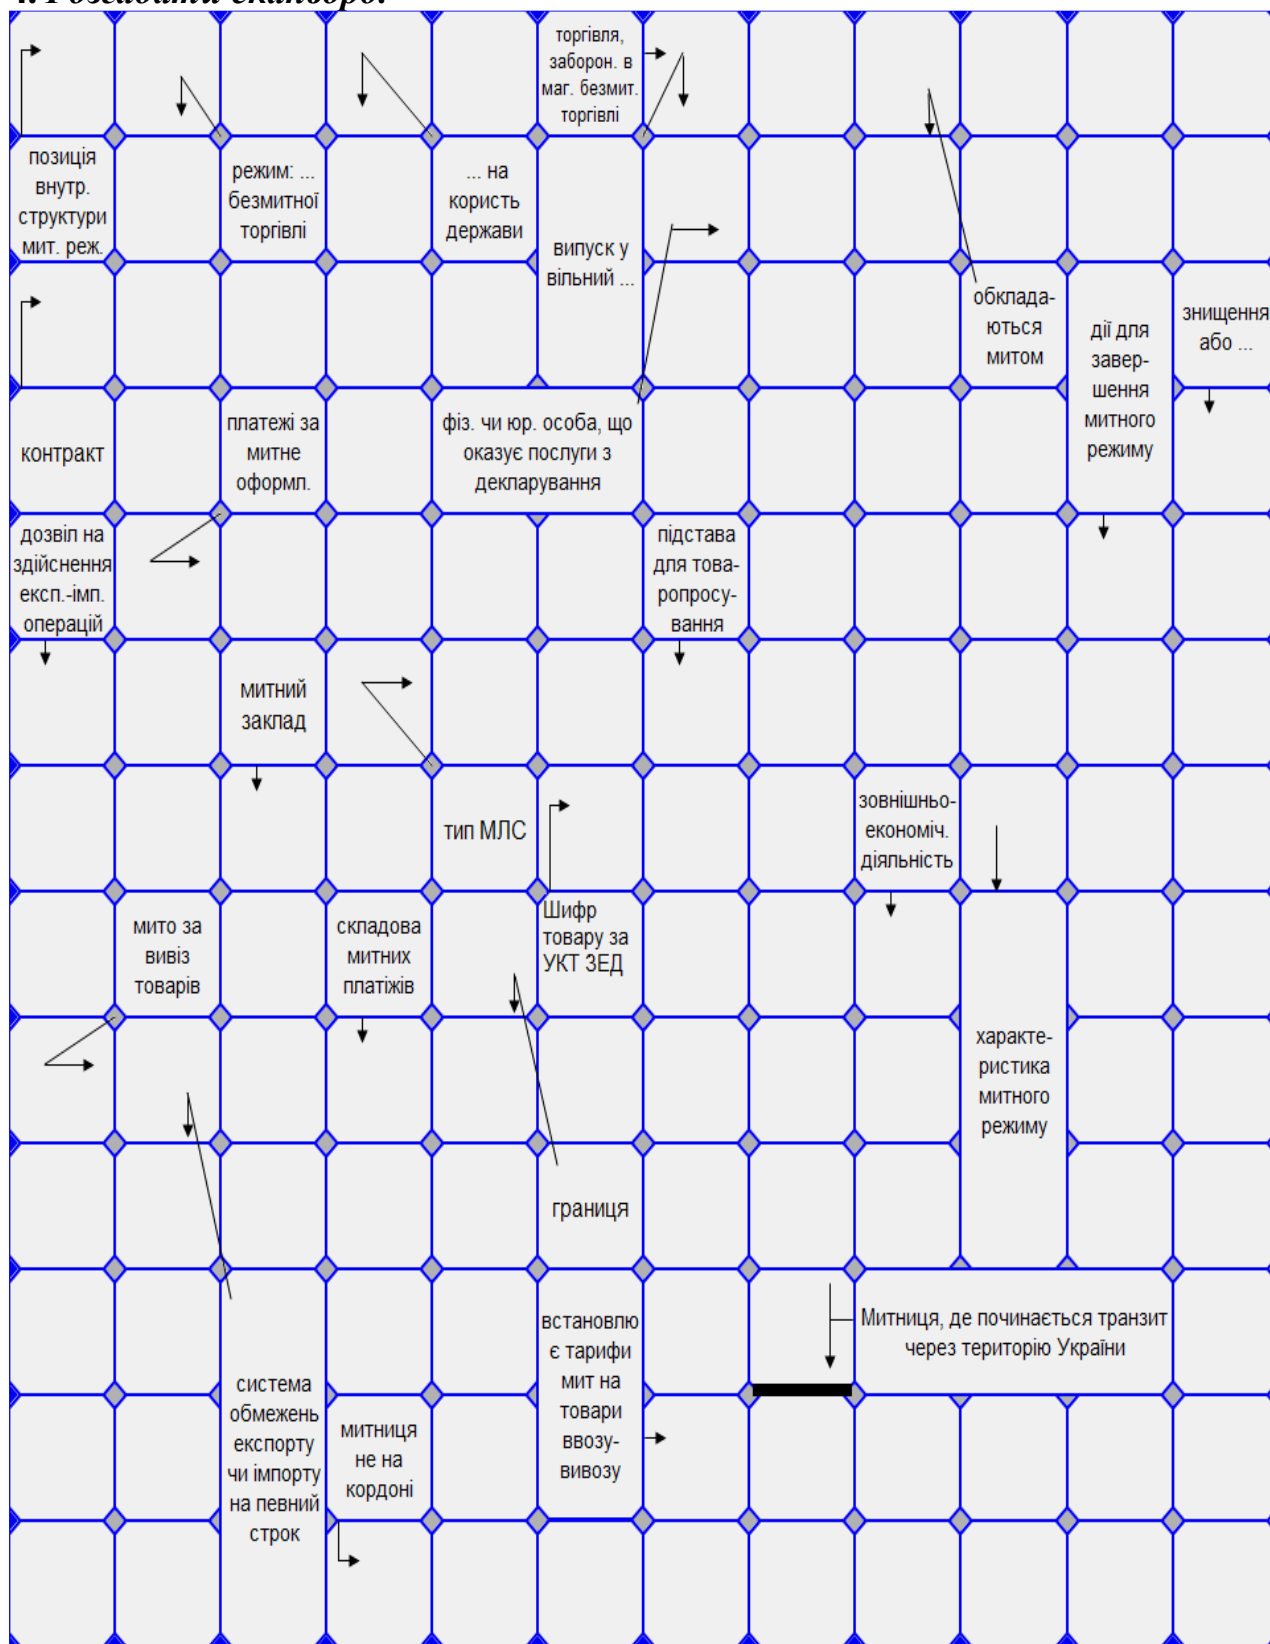 4. Розгадати сканворд.
торгівля,
заборон. в
маг. безмит.
торгівлі
позиція
внутр.
структури
мит. реж.
режим: ...
безмитної
торгівлі
... на
користь
держави
випуск у
вільний ...
обклада-
ються
митом
дії для
завер-
шення
митного
режиму
знищення
або ...
контракт
платежі за
митне
оформл.
фіз. чи юр. особа, що
оказує послуги з
декларування
дозвіл на
здійснення
експ.-імп.
операцій
підстава
для това-
ропросу-
вання
митний
заклад
тип МЛС
зовнішньо-
економіч.
діяльність
мито за
вивіз
товарів
складова
митних
платіжів
Шифр
товару за
УКТ ЗЕД
характе-
ристика
митного
режиму
границя
встановлю
є тарифи
мит на
товари
ввозу-
вивозу
Митниця, де починається транзит
через територію України
система
обмежень
експорту
чи імпорту
на певний
строк
митниця
не на
кордоні